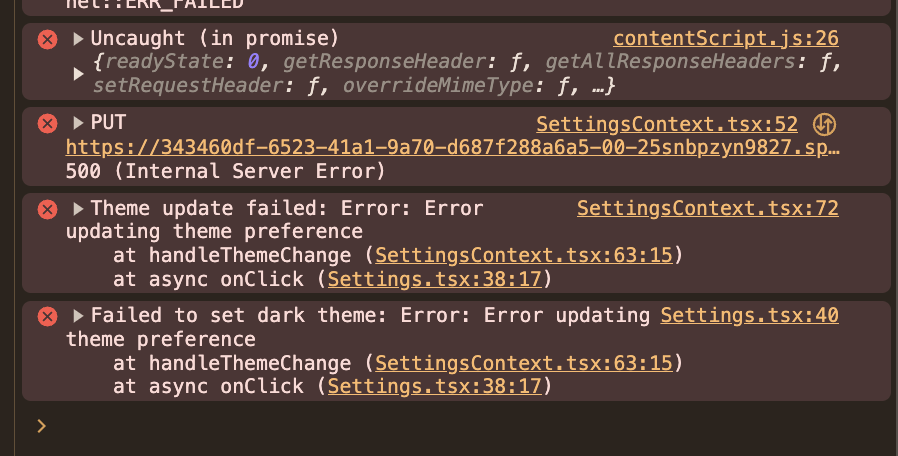 net::ERR_FAILED
Uncaught (in promise) contentScript.js:26
{readyState: 0, getResponseHeader: ƒ, getAllResponseHeaders: ƒ,
setRequestHeader: ƒ, overrideMimeType: ƒ, …}
PUT SettingsContext.tsx:52
https://343460df-6523-41a1-9a70-d687f288a6a5-00-25snbpzyn9827.sp…
500 (Internal Server Error)
Theme update failed: Error: Error SettingsContext.tsx:72
updating theme preference
at handleThemeChange (SettingsContext.tsx:63:15)
at async onClick (Settings.tsx:38:17)
Failed to set dark theme: Error: Error updating Settings.tsx:40
theme preference
at handleThemeChange (SettingsContext.tsx:63:15)
at async onClick (Settings.tsx:38:17)